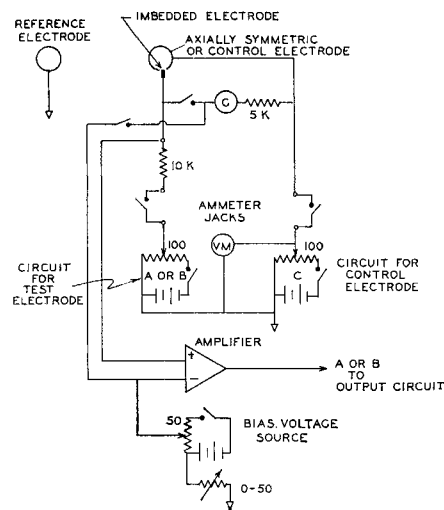 IMBEDDED ELECTRODE
REFERENCE
ELECTRODE
AXIALLY SYMMETRIC
OR CONTROL ELECTRODE
G
5 K
10K
AMMETER
JACKS
VM
100
100
CIRCUIT
FOR
TEST
ELECTRODE
A OR B
C
CIRCUIT FOR
CONTROL
ELECTRODE
AMPLIFIER
+
-
A OR B
TO
OUTPUT CIRCUIT
50
BIAS. VOLTAGE
SOURCE
0-50